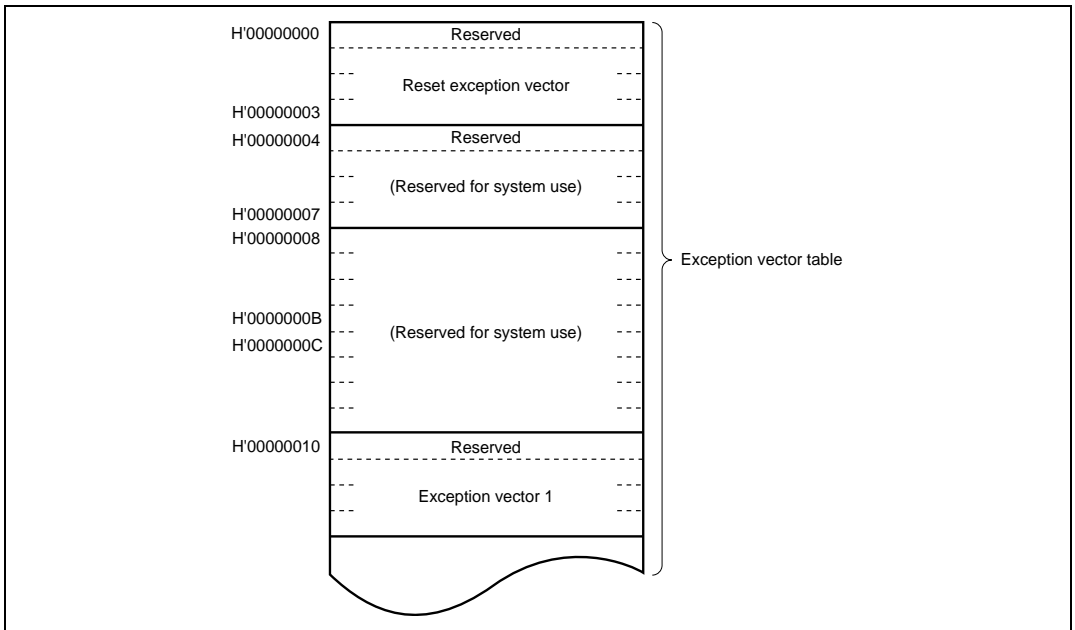 H'00000000
Reserved
Reset exception vector
H'00000003
H'00000004
Reserved
(Reserved for system use)
H'00000007
H'00000008
Exception vector table
H'0000000B
(Reserved for system use)
H'0000000C
H'00000010
Reserved
Exception vector 1